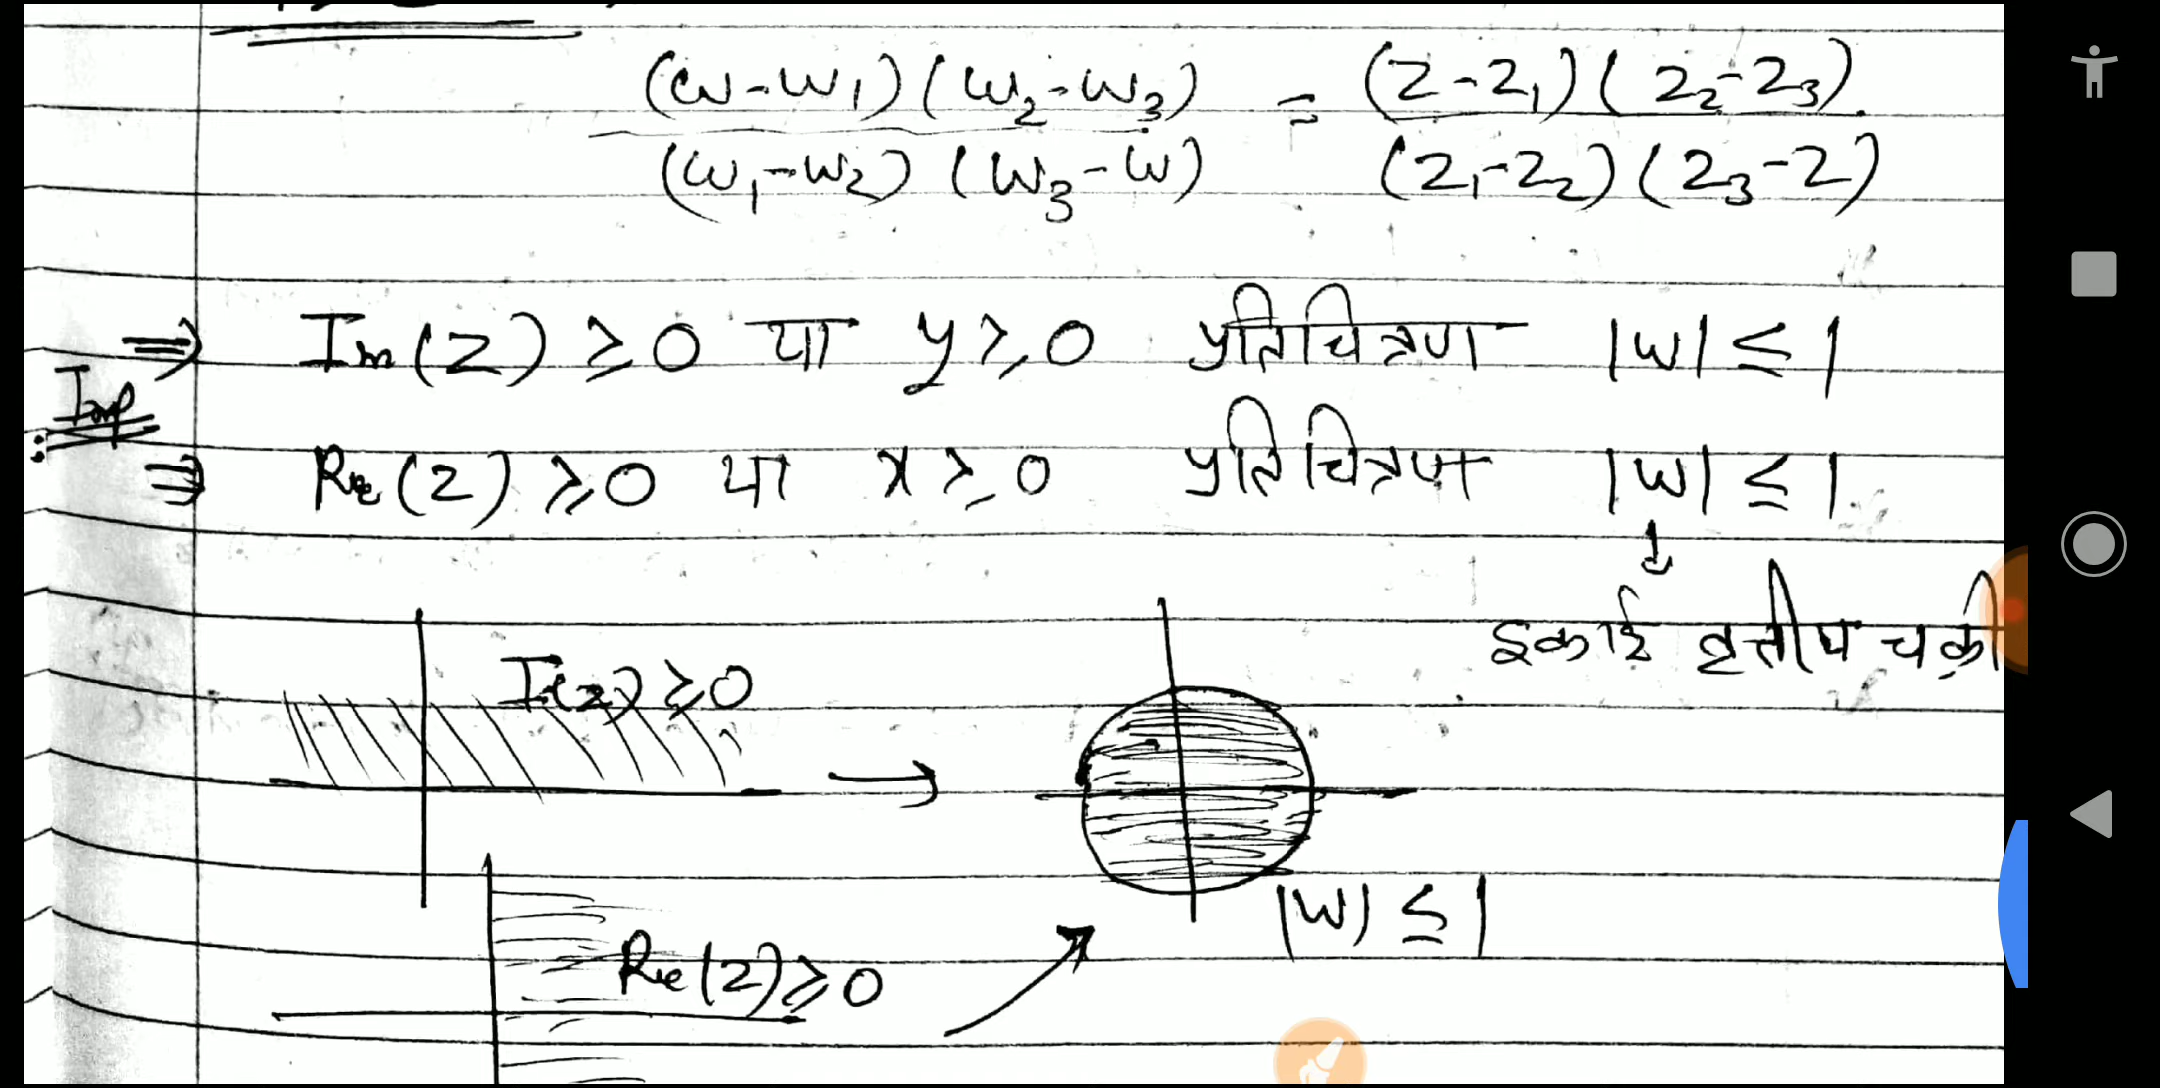 (w-w₁)(w₂-w₃) = (z-z₁)(z₂-z₃).
(w₁-w₂)(w₃-w) (z₁-z₂)(z₃-z)
⇒ Im(z) ≥ 0 या y ≥ 0 प्रतिचित्रण |w| ≤ 1
Imp
⇒ Re(z) ≥ 0 या x ≥ 0 प्रतिचित्रण |w| ≤ 1
↓
इकाई वृत्तीय चक्री
I(z) ≥ 0
→
|w| ≤ 1
Re(z) ≥ 0